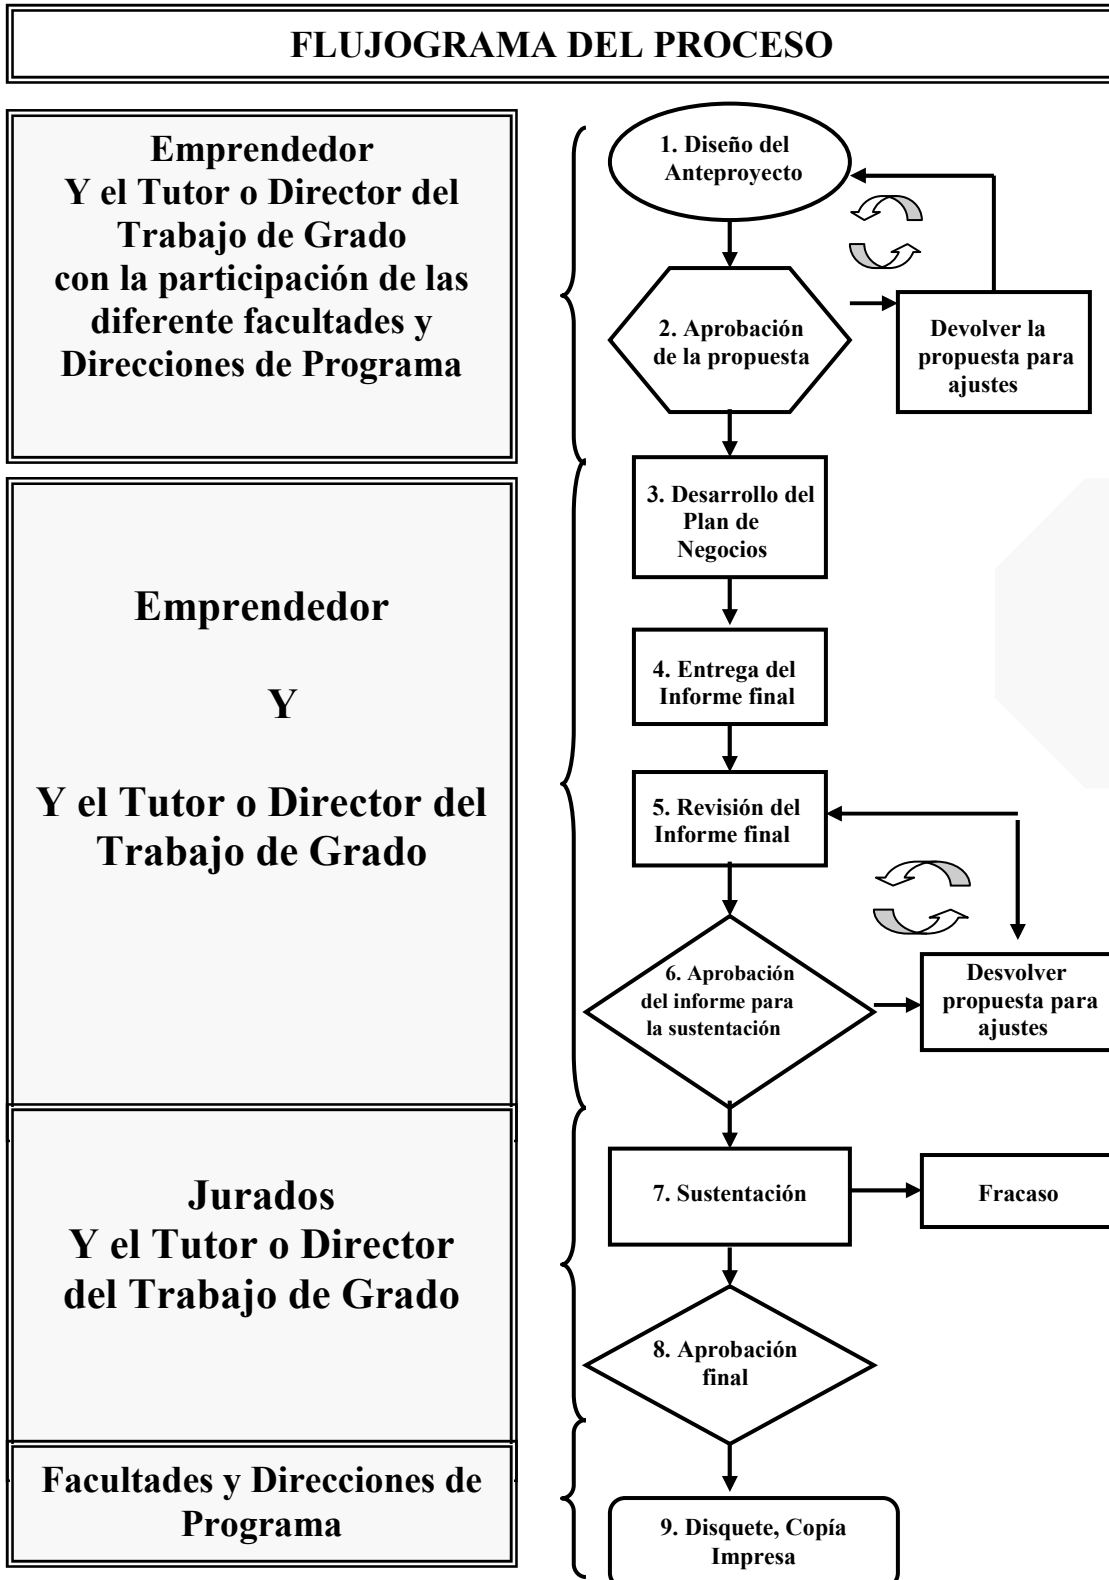 FLUJOGRAMA DEL PROCESO
Emprendedor
Y el Tutor o Director del
Trabajo de Grado
con la participación de las
diferente facultades y
Direcciones de Programa
1. Diseño del
Anteproyecto
2. Aprobación
de la propuesta
Devolver la
propuesta para
ajustes
Emprendedor
Y
Y el Tutor o Director del
Trabajo de Grado
3. Desarrollo del
Plan de
Negocios
4. Entrega del
Informe final
5. Revisión del
Informe final
6. Aprobación
del informe para
la sustentación
Desvolver
propuesta para
ajustes
Jurados
Y el Tutor o Director
del Trabajo de Grado
7. Sustentación
Fracaso
8. Aprobación
final
Facultades y Direcciones de
Programa
9. Disquete, Copía
Impresa